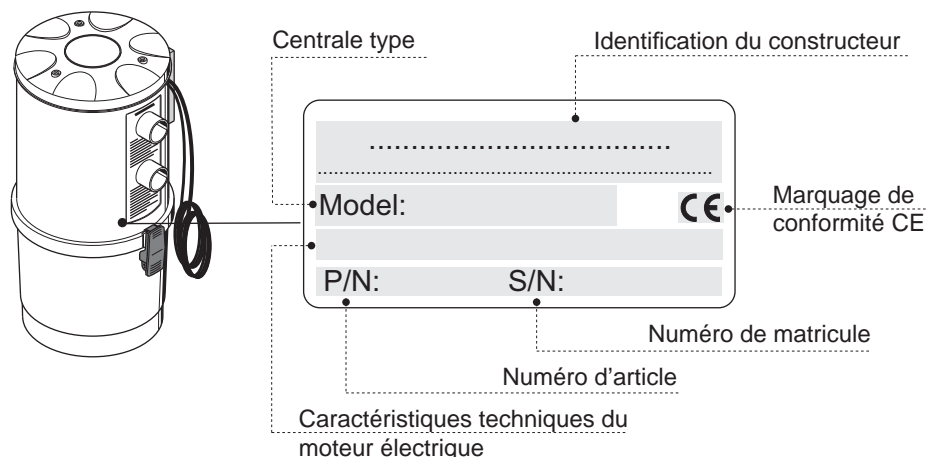 Centrale type
Identification du constructeur
..................................
Model:
CE
Marquage de
conformité CE
P/N: S/N:
Numéro de matricule
Numéro d’article
Caractéristiques techniques du
moteur électrique